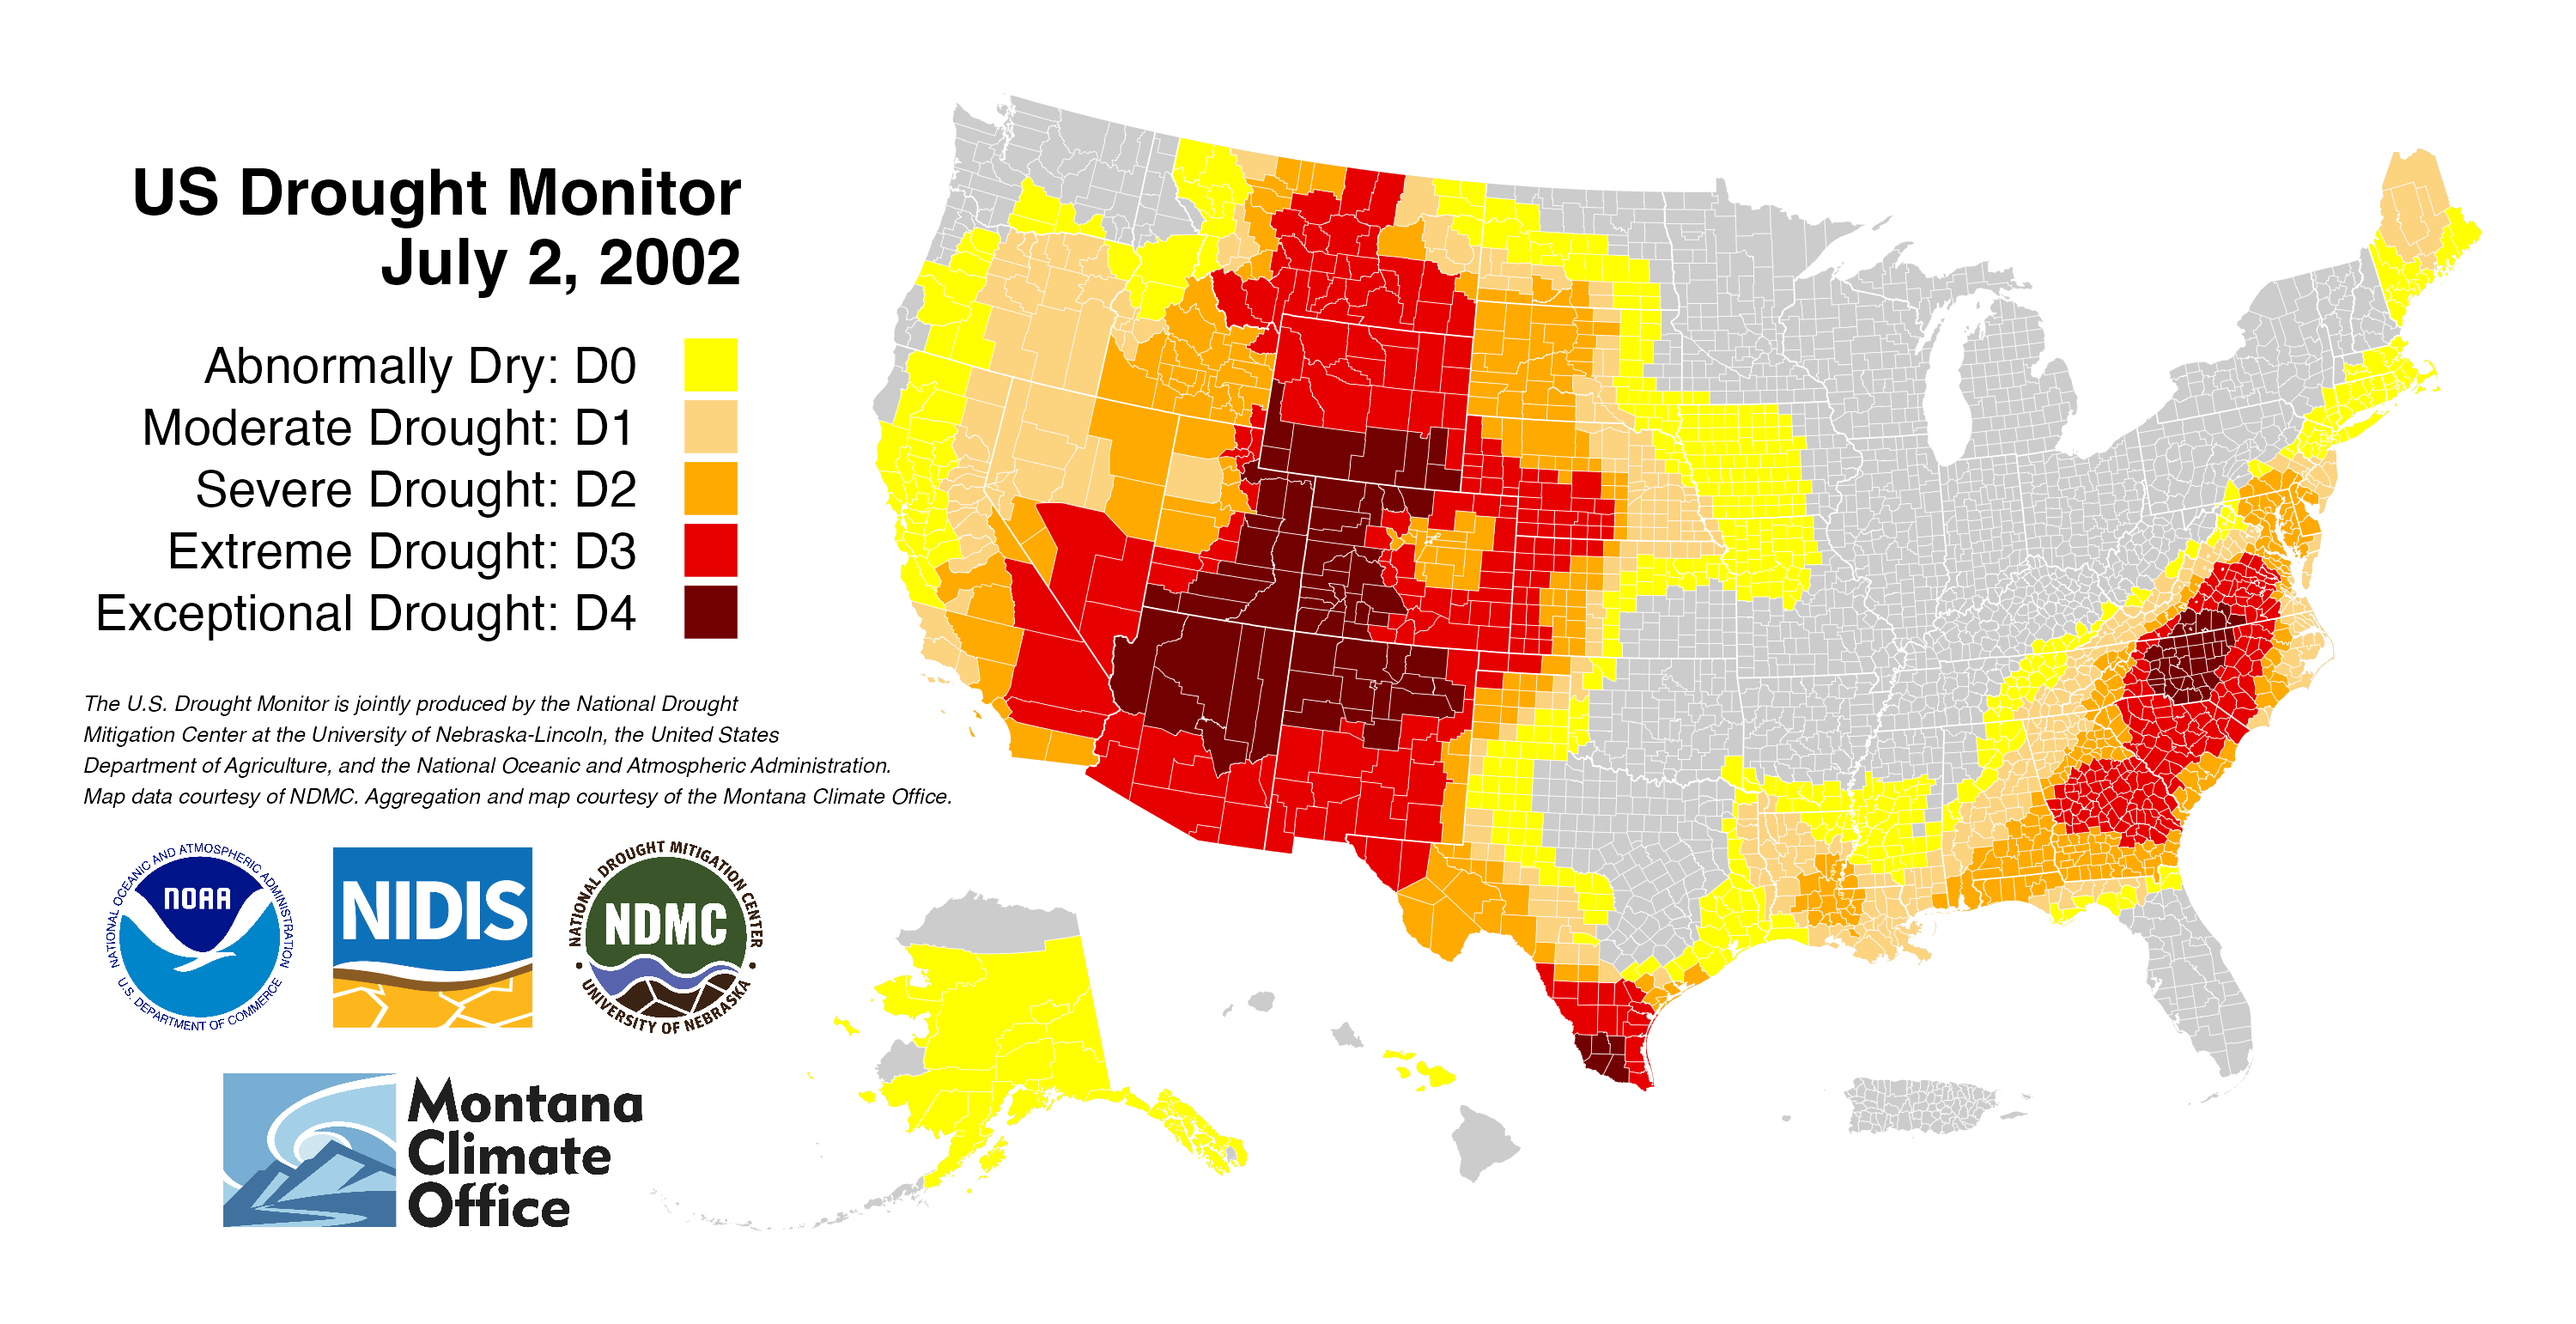 US Drought Monitor
July 2, 2002
Abnormally Dry: D0
Moderate Drought: D1
Severe Drought: D2
Extreme Drought: D3
Exceptional Drought: D4
The U.S. Drought Monitor is jointly produced by the National Drought
Mitigation Center at the University of Nebraska-Lincoln, the United States
Department of Agriculture, and the National Oceanic and Atmospheric Administration.
Map data courtesy of NDMC. Aggregation and map courtesy of the Montana Climate Office.
NATIONAL OCEANIC AND ATMOSPHERIC ADMINISTRATION
NOAA
U.S. DEPARTMENT OF COMMERCE
NIDIS
NATIONAL DROUGHT MITIGATION CENTER
NDMC
UNIVERSITY OF NEBRASKA
Montana
Climate
Office